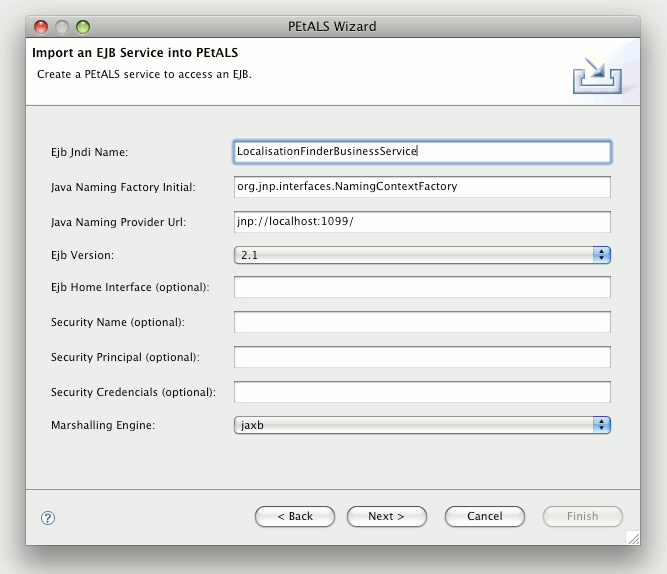 PEtALS Wizard
Import an EJB Service into PEtALS
Create a PEtALS service to access an EJB.
Ejb Jndi Name: LocalisationFinderBusinessService
Java Naming Factory Initial: org.jnp.interfaces.NamingContextFactory
Java Naming Provider Url: jnp://localhost:1099/
Ejb Version: 2.1
Ejb Home Interface (optional):
Security Name (optional):
Security Principal (optional):
Security Credencials (optional):
Marshalling Engine: jaxb
? < Back Next > Cancel Finish